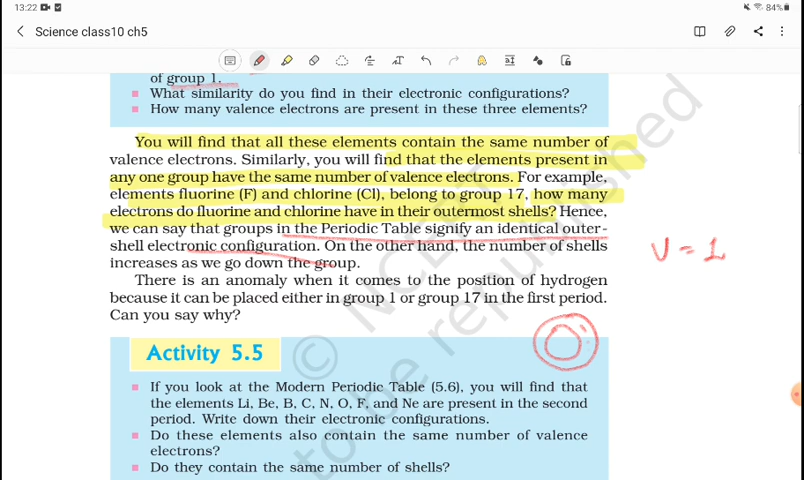 13:22
84%
Science class10 ch5
of group 1.
■ What similarity do you find in their electronic configurations?
■ How many valence electrons are present in these three elements?
You will find that all these elements contain the same number of
valence electrons. Similarly, you will find that the elements present in
any one group have the same number of valence electrons. For example,
elements fluorine (F) and chlorine (Cl), belong to group 17, how many
electrons do fluorine and chlorine have in their outermost shells? Hence,
we can say that groups in the Periodic Table signify an identical outer-
shell electronic configuration. On the other hand, the number of shells
increases as we go down the group.
V = 1
There is an anomaly when it comes to the position of hydrogen
because it can be placed either in group 1 or group 17 in the first period.
Can you say why?
Activity 5.5
■ If you look at the Modern Periodic Table (5.6), you will find that
the elements Li, Be, B, C, N, O, F, and Ne are present in the second
period. Write down their electronic configurations.
■ Do these elements also contain the same number of valence
electrons?
■ Do they contain the same number of shells?
© NCERT
to be republished